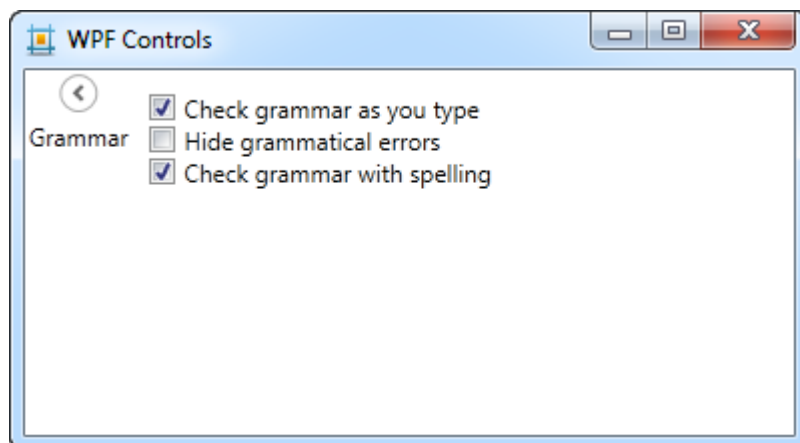 WPF Controls
Grammar
Check grammar as you type
Hide grammatical errors
Check grammar with spelling